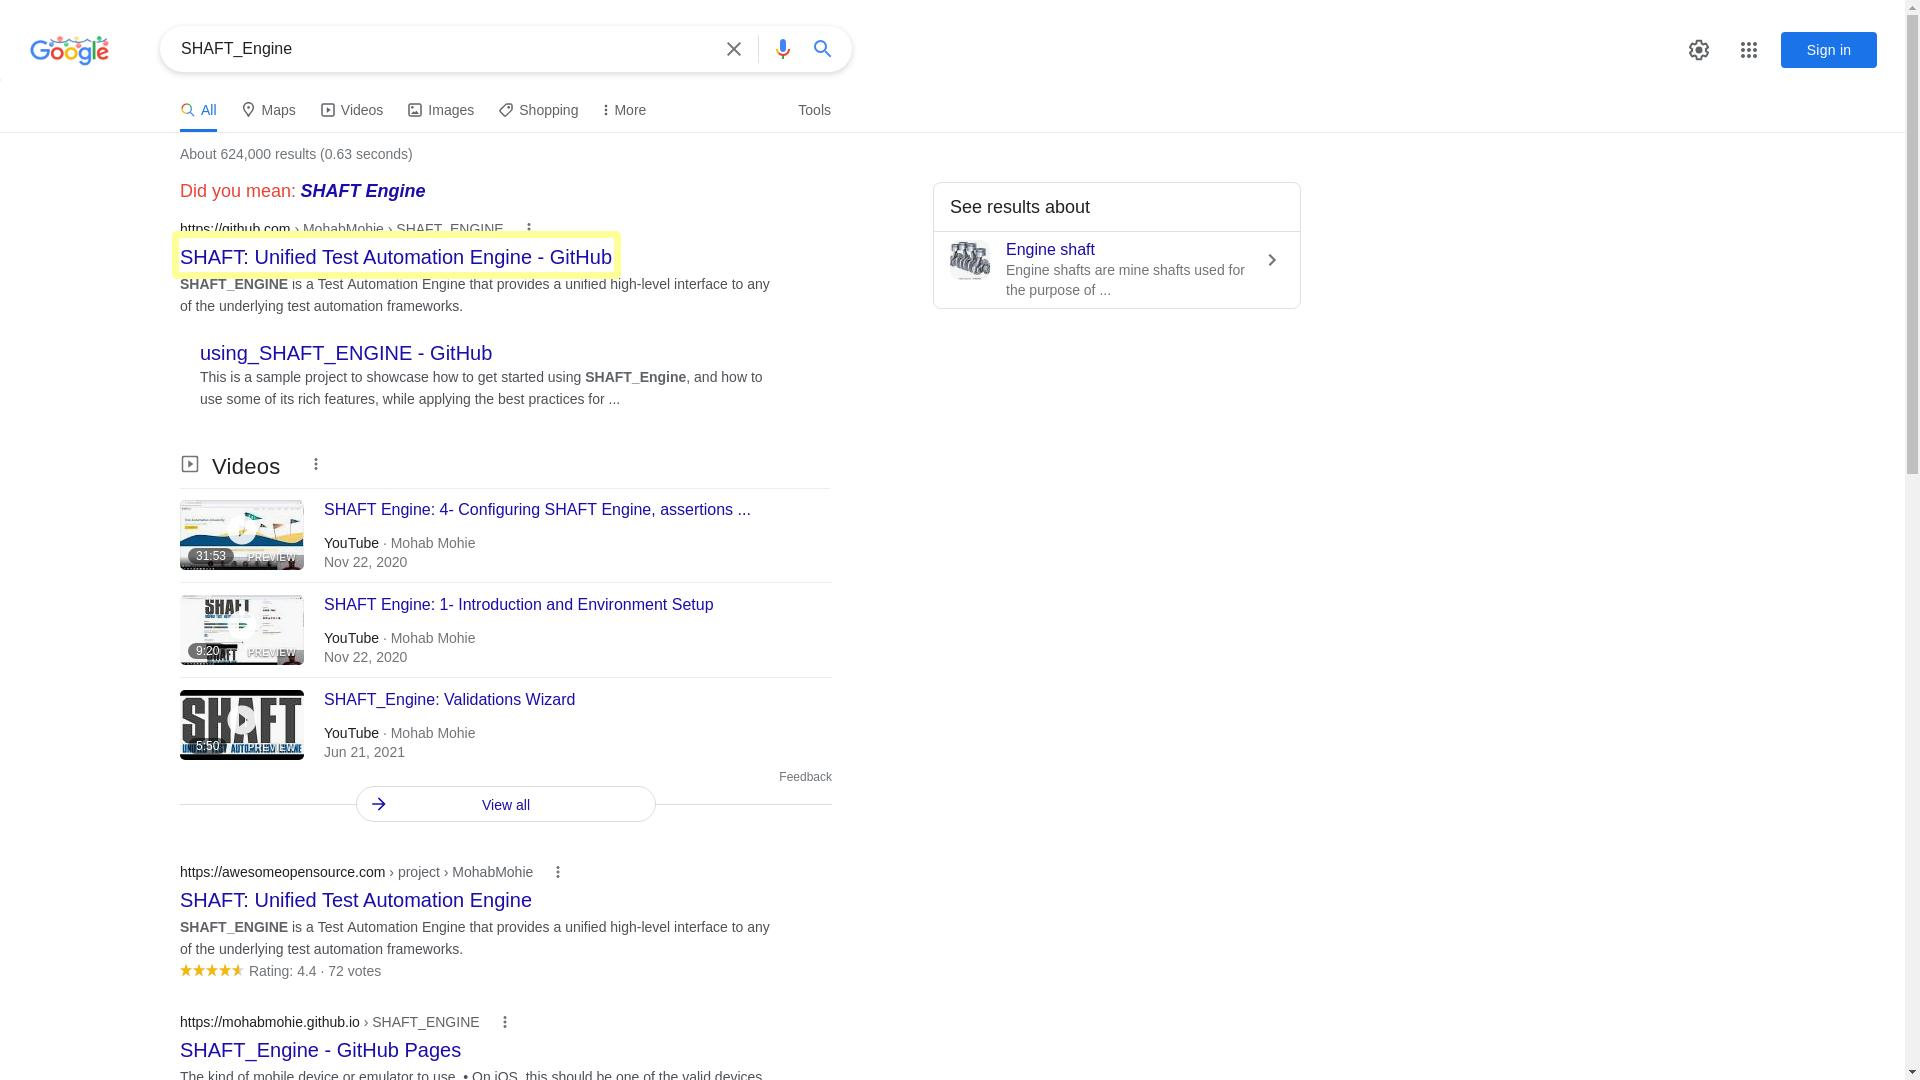 Google
SHAFT_Engine
Sign in
All
Maps
Videos
Images
Shopping
More
Tools
About 624,000 results (0.63 seconds)
Did you mean: SHAFT Engine
https://github.com › MohabMohie › SHAFT_ENGINE
SHAFT: Unified Test Automation Engine - GitHub
SHAFT_ENGINE is a Test Automation Engine that provides a unified high-level interface to any
of the underlying test automation frameworks.
using_SHAFT_ENGINE - GitHub
This is a sample project to showcase how to get started using SHAFT_Engine, and how to
use some of its rich features, while applying the best practices for ...
See results about
Engine shaft
Engine shafts are mine shafts used for
the purpose of ...
Videos
SHAFT Engine: 4- Configuring SHAFT Engine, assertions ...
YouTube · Mohab Mohie
Nov 22, 2020
31:53
PREVIEW
SHAFT Engine: 1- Introduction and Environment Setup
YouTube · Mohab Mohie
Nov 22, 2020
SHAFT
9:20
PREVIEW
SHAFT_Engine: Validations Wizard
YouTube · Mohab Mohie
Jun 21, 2021
SHAFT
5:50
PREVIEW
Feedback
View all
https://awesomeopensource.com › project › MohabMohie
SHAFT: Unified Test Automation Engine
SHAFT_ENGINE is a Test Automation Engine that provides a unified high-level interface to any
of the underlying test automation frameworks.
Rating: 4.4 · 72 votes
https://mohabmohie.github.io › SHAFT_ENGINE
SHAFT_Engine - GitHub Pages
The kind of mobile device or emulator to use. • On iOS, this should be one of the valid devices